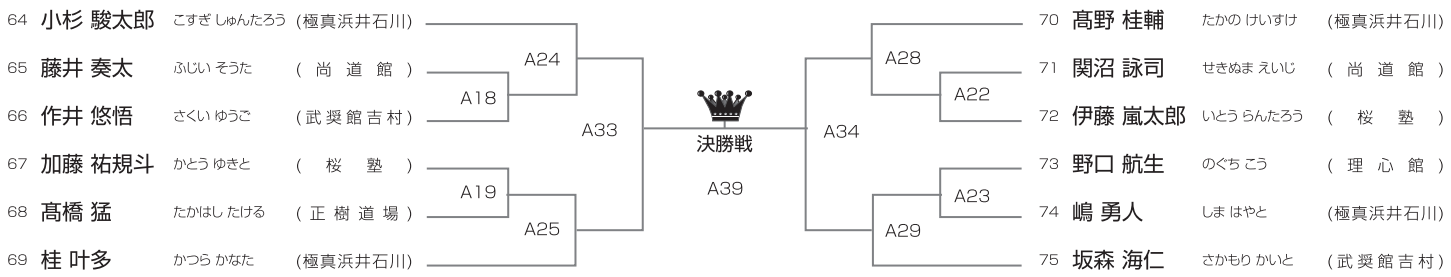 64 小杉 駿太郎 こすぎ しゅんたろう (極真浜井石川)
65 藤井 奏太 ふじい そうた (尚道館)
66 作井 悠悟 さくい ゆうご (武奨館吉村)
67 加藤 祐規斗 かとう ゆきと (桜塾)
68 髙橋 猛 たかはし たける (正樹道場)
69 桂 叶多 かつら かなた (極真浜井石川)
A24
A18
A33
A19
A25
決勝戦
A39
A28
A22
A34
A23
A29
70 髙野 桂輔 たかの けいすけ (極真浜井石川)
71 関沼 詠司 せきぬま えいじ (尚道館)
72 伊藤 嵐太郎 いとう らんたろう (桜塾)
73 野口 航生 のぐち こう (理心館)
74 嶋 勇人 しま はやと (極真浜井石川)
75 坂森 海仁 さかもり かいと (武奨館吉村)